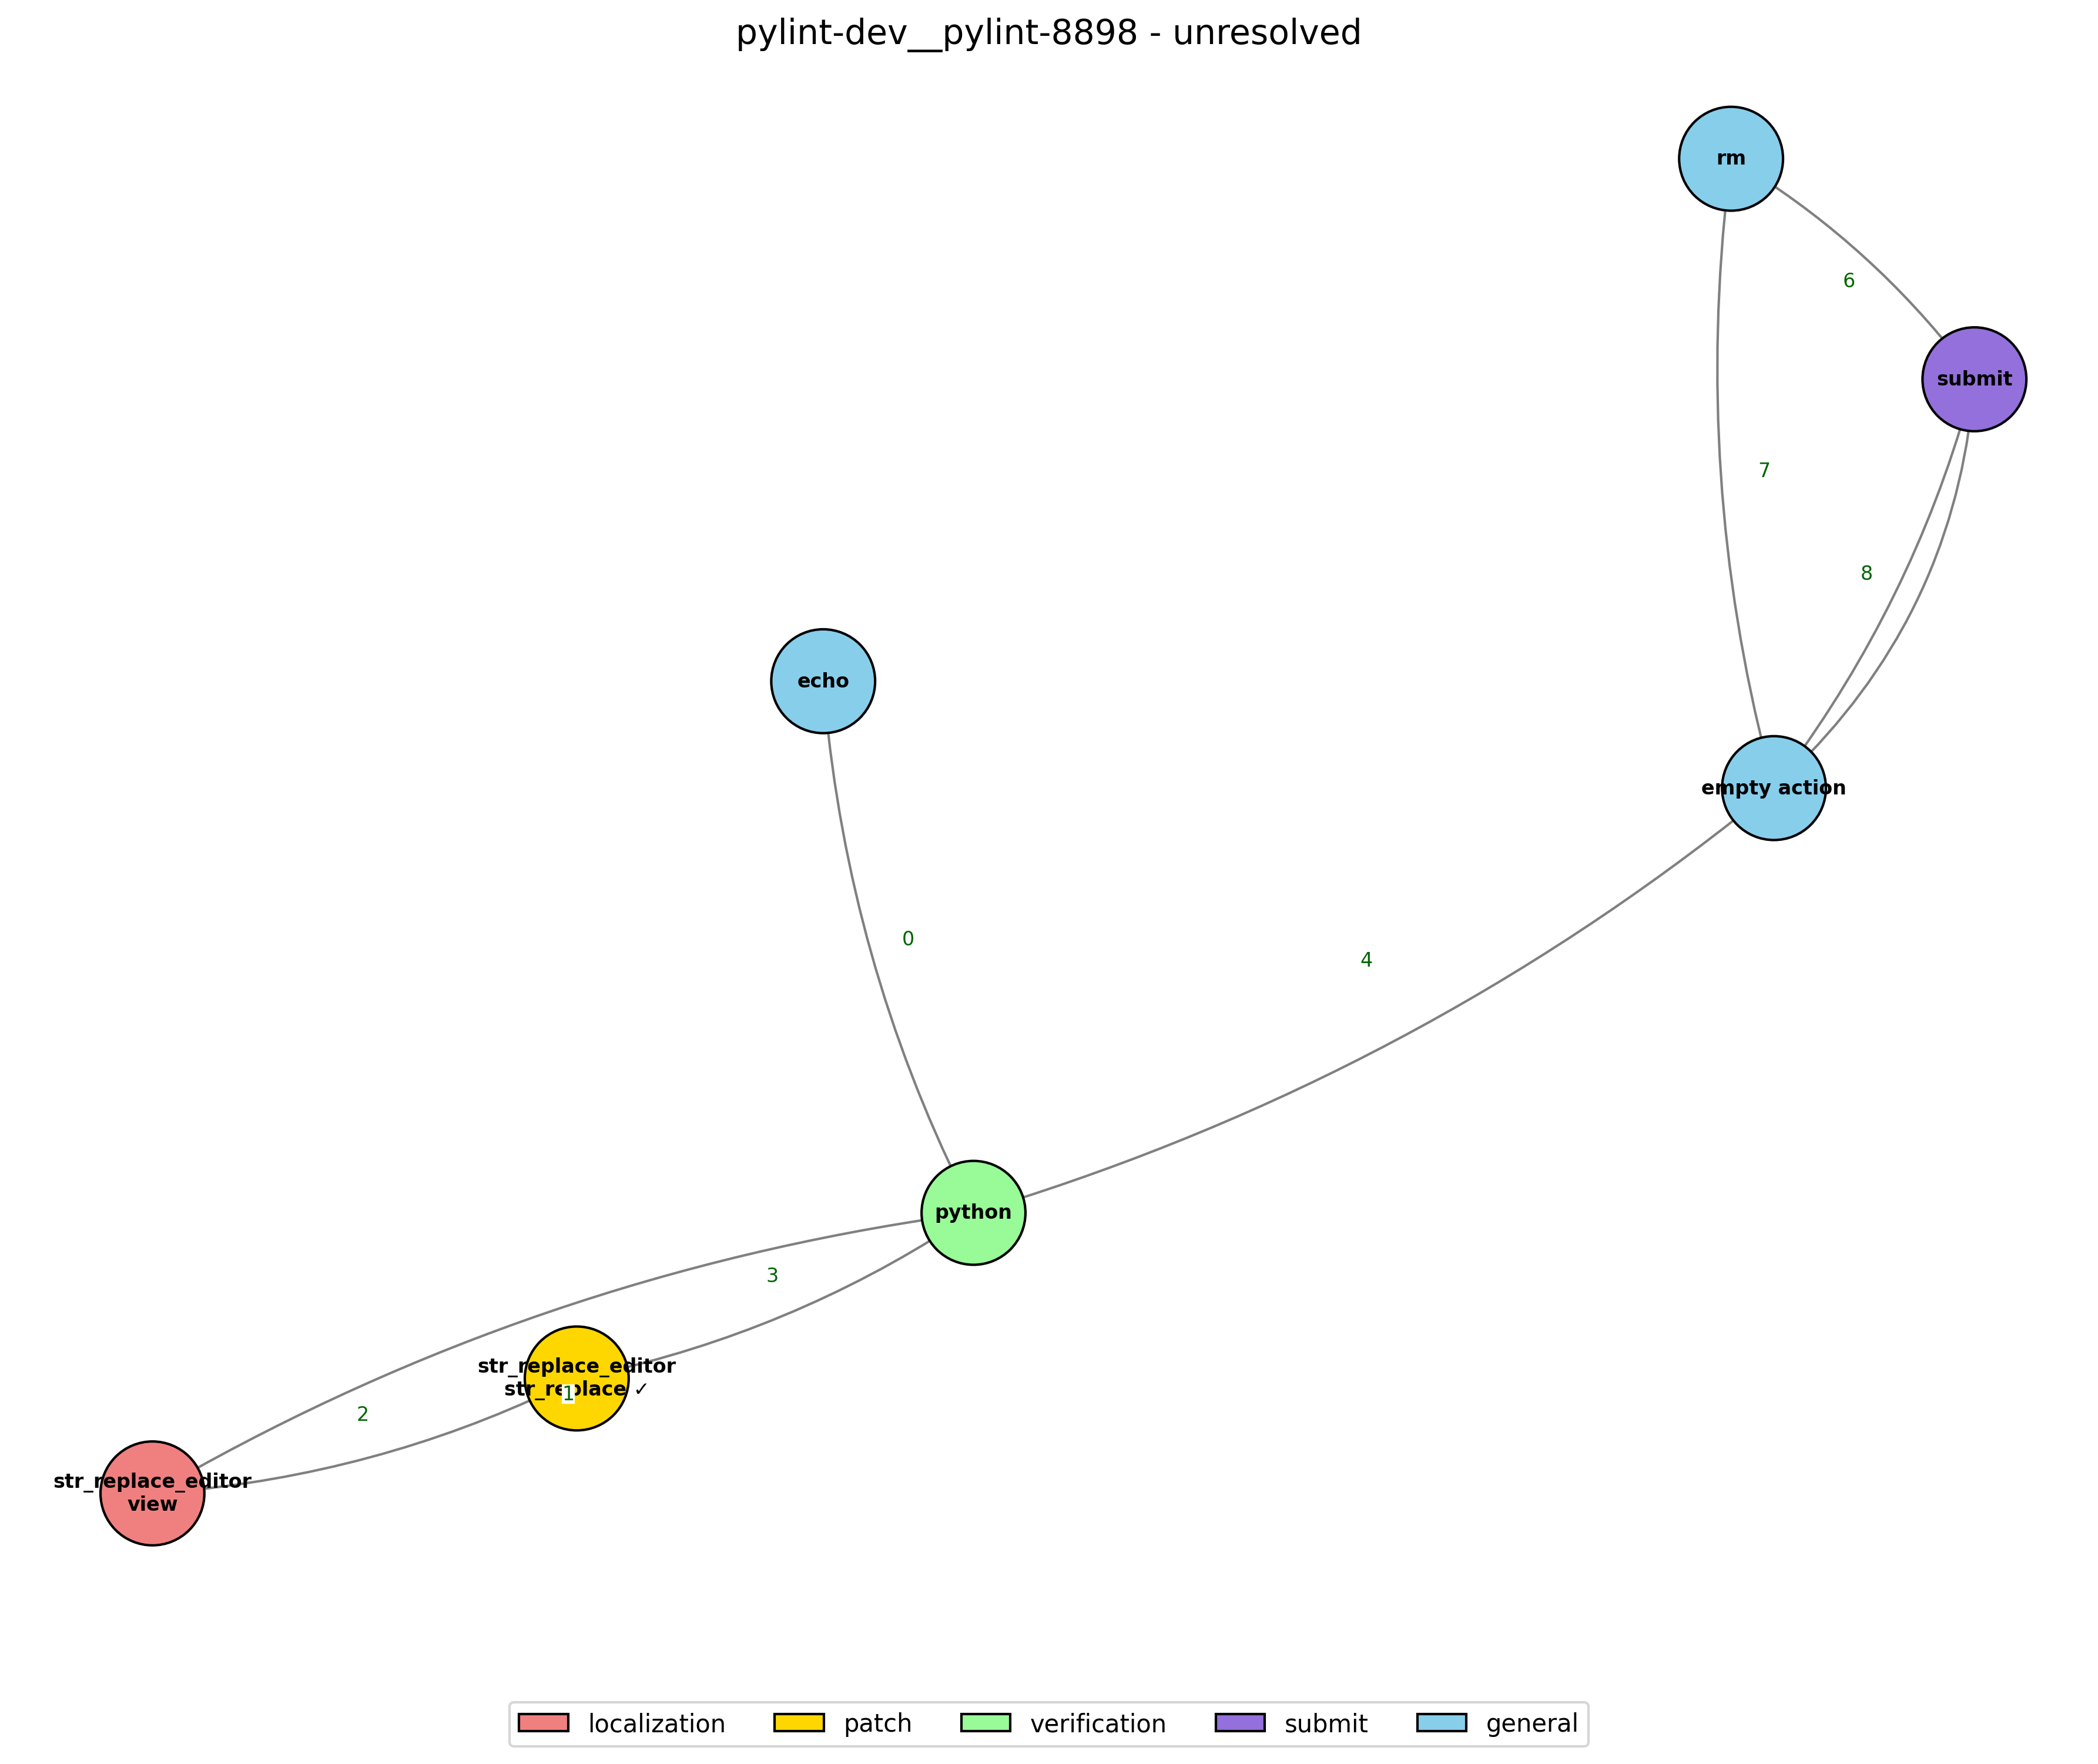 pylint-dev__pylint-8898 - unresolved
rm
6
submit
7
8
echo
empty action
0
4
python
3
str_replace_editor
str_replace ✓
1
2
str_replace_editor
view
localization
patch
verification
submit
general